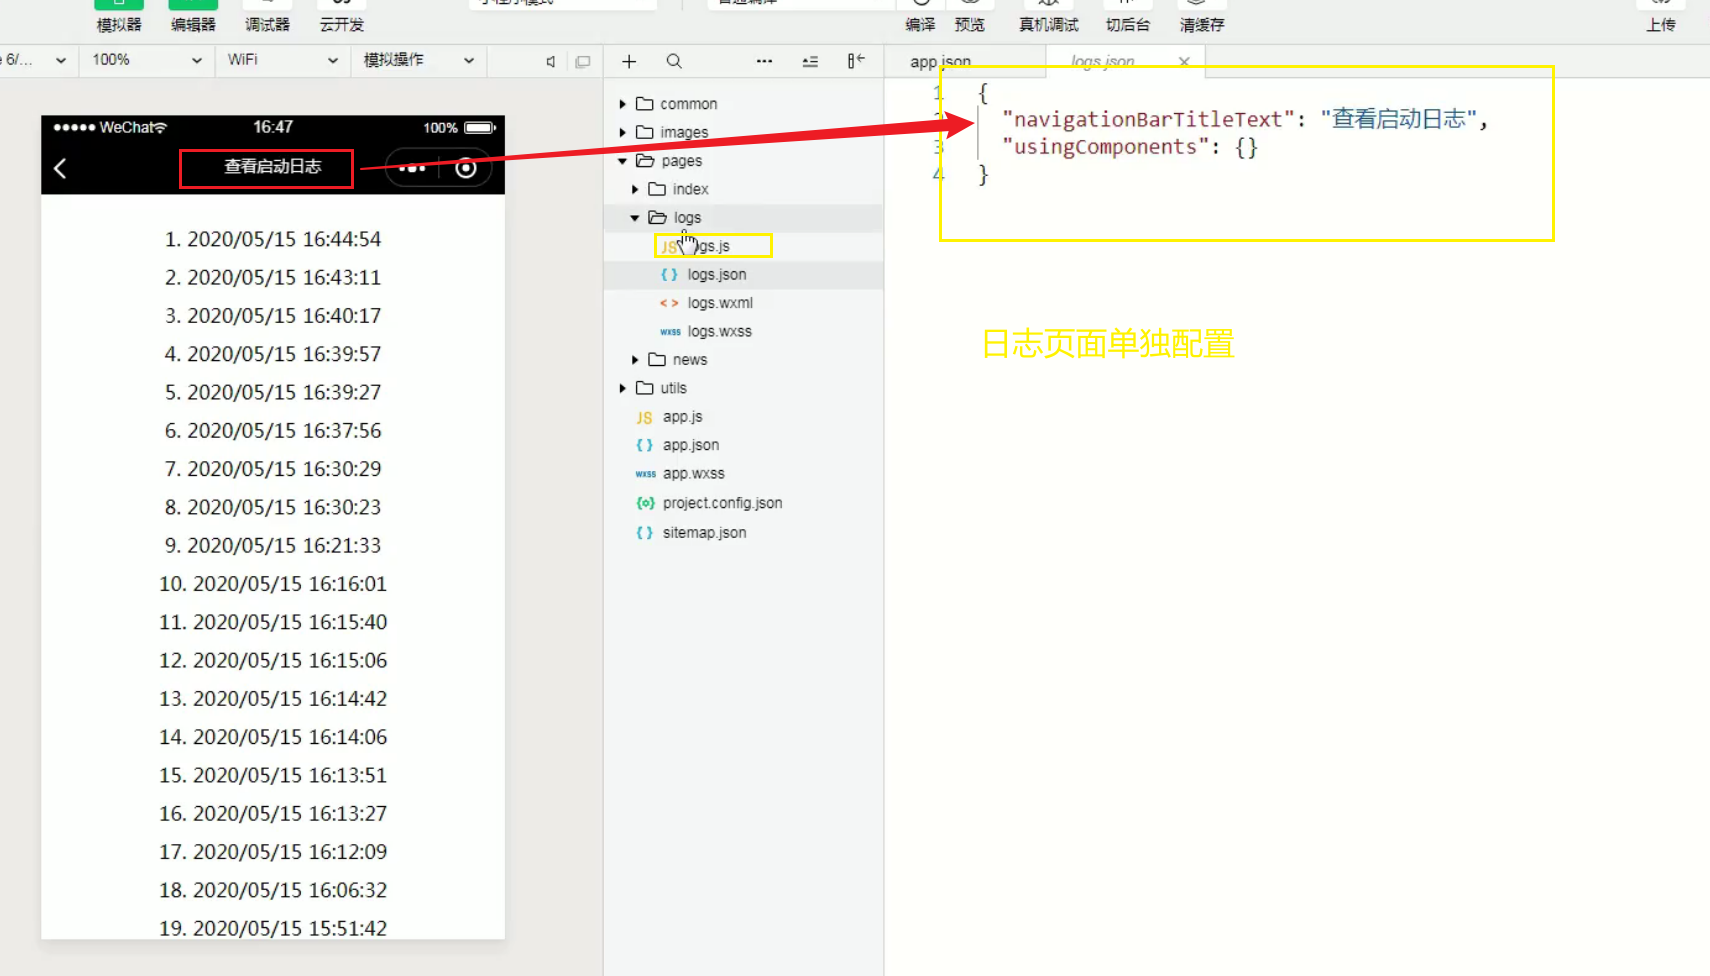 模拟器 编辑器 调试器 云开发 编译 预览 真机调试 切后台 清缓存 上传
6/... 100% WiFi 模拟操作
app.json logs.json
WeChat 16:47 100%
查看启动日志
1. 2020/05/15 16:44:54
2. 2020/05/15 16:43:11
3. 2020/05/15 16:40:17
4. 2020/05/15 16:39:57
5. 2020/05/15 16:39:27
6. 2020/05/15 16:37:56
7. 2020/05/15 16:30:29
8. 2020/05/15 16:30:23
9. 2020/05/15 16:21:33
10. 2020/05/15 16:16:01
11. 2020/05/15 16:15:40
12. 2020/05/15 16:15:06
13. 2020/05/15 16:14:42
14. 2020/05/15 16:14:06
15. 2020/05/15 16:13:51
16. 2020/05/15 16:13:27
17. 2020/05/15 16:12:09
18. 2020/05/15 16:06:32
19. 2020/05/15 15:51:42
common
images
pages
index
logs
JS gs.js
{ } logs.json
< > logs.wxml
wxss logs.wxss
news
utils
JS app.js
{ } app.json
wxss app.wxss
{o} project.config.json
{ } sitemap.json
1 {
"navigationBarTitleText": "查看启动日志",
3 "usingComponents": {}
4 }
日志页面单独配置